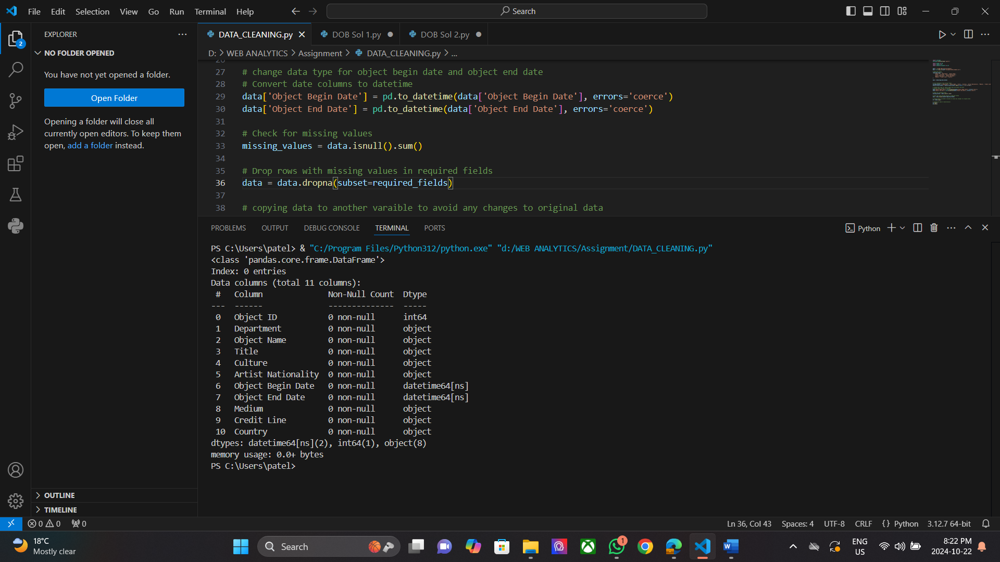 File Edit Selection View Go Run Terminal Help
Search
EXPLORER
NO FOLDER OPENED
You have not yet opened a folder.
Open Folder
Opening a folder will close all
currently open editors. To keep them
open, add a folder instead.
OUTLINE
TIMELINE
2
DATA_CLEANING.py DOB Sol 1.py DOB Sol 2.py
D: > WEB ANALYTICS > Assignment > DATA_CLEANING.py > ...
27 # change data type for object begin date and object end date
28 # Convert date columns to datetime
29 data['Object Begin Date'] = pd.to_datetime(data['Object Begin Date'], errors='coerce')
30 data['Object End Date'] = pd.to_datetime(data['Object End Date'], errors='coerce')
31
32 # Check for missing values
33 missing_values = data.isnull().sum()
34
35 # Drop rows with missing values in required fields
36 data = data.dropna(subset=required_fields)
37
38 # copying data to another varaible to avoid any changes to original data
PROBLEMS OUTPUT DEBUG CONSOLE TERMINAL PORTS
Python
PS C:\Users\patel> & "C:/Program Files/Python312/python.exe" "d:/WEB ANALYTICS/Assignment/DATA_CLEANING.py"
<class 'pandas.core.frame.DataFrame'>
Index: 0 entries
Data columns (total 11 columns):
 #   Column              Non-Null Count  Dtype
---  ------              --------------  -----
 0   Object ID           0 non-null      int64
 1   Department          0 non-null      object
 2   Object Name         0 non-null      object
 3   Title               0 non-null      object
 4   Culture             0 non-null      object
 5   Artist Nationality  0 non-null      object
 6   Object Begin Date   0 non-null      datetime64[ns]
 7   Object End Date     0 non-null      datetime64[ns]
 8   Medium              0 non-null      object
 9   Credit Line         0 non-null      object
 10  Country             0 non-null      object
dtypes: datetime64[ns](2), int64(1), object(8)
memory usage: 0.0+ bytes
PS C:\Users\patel>
0 0 0
Ln 36, Col 43 Spaces: 4 UTF-8 CRLF {} Python 3.12.7 64-bit
18°C
Mostly clear
Search
1
ENG
US
8:22 PM
2024-10-22